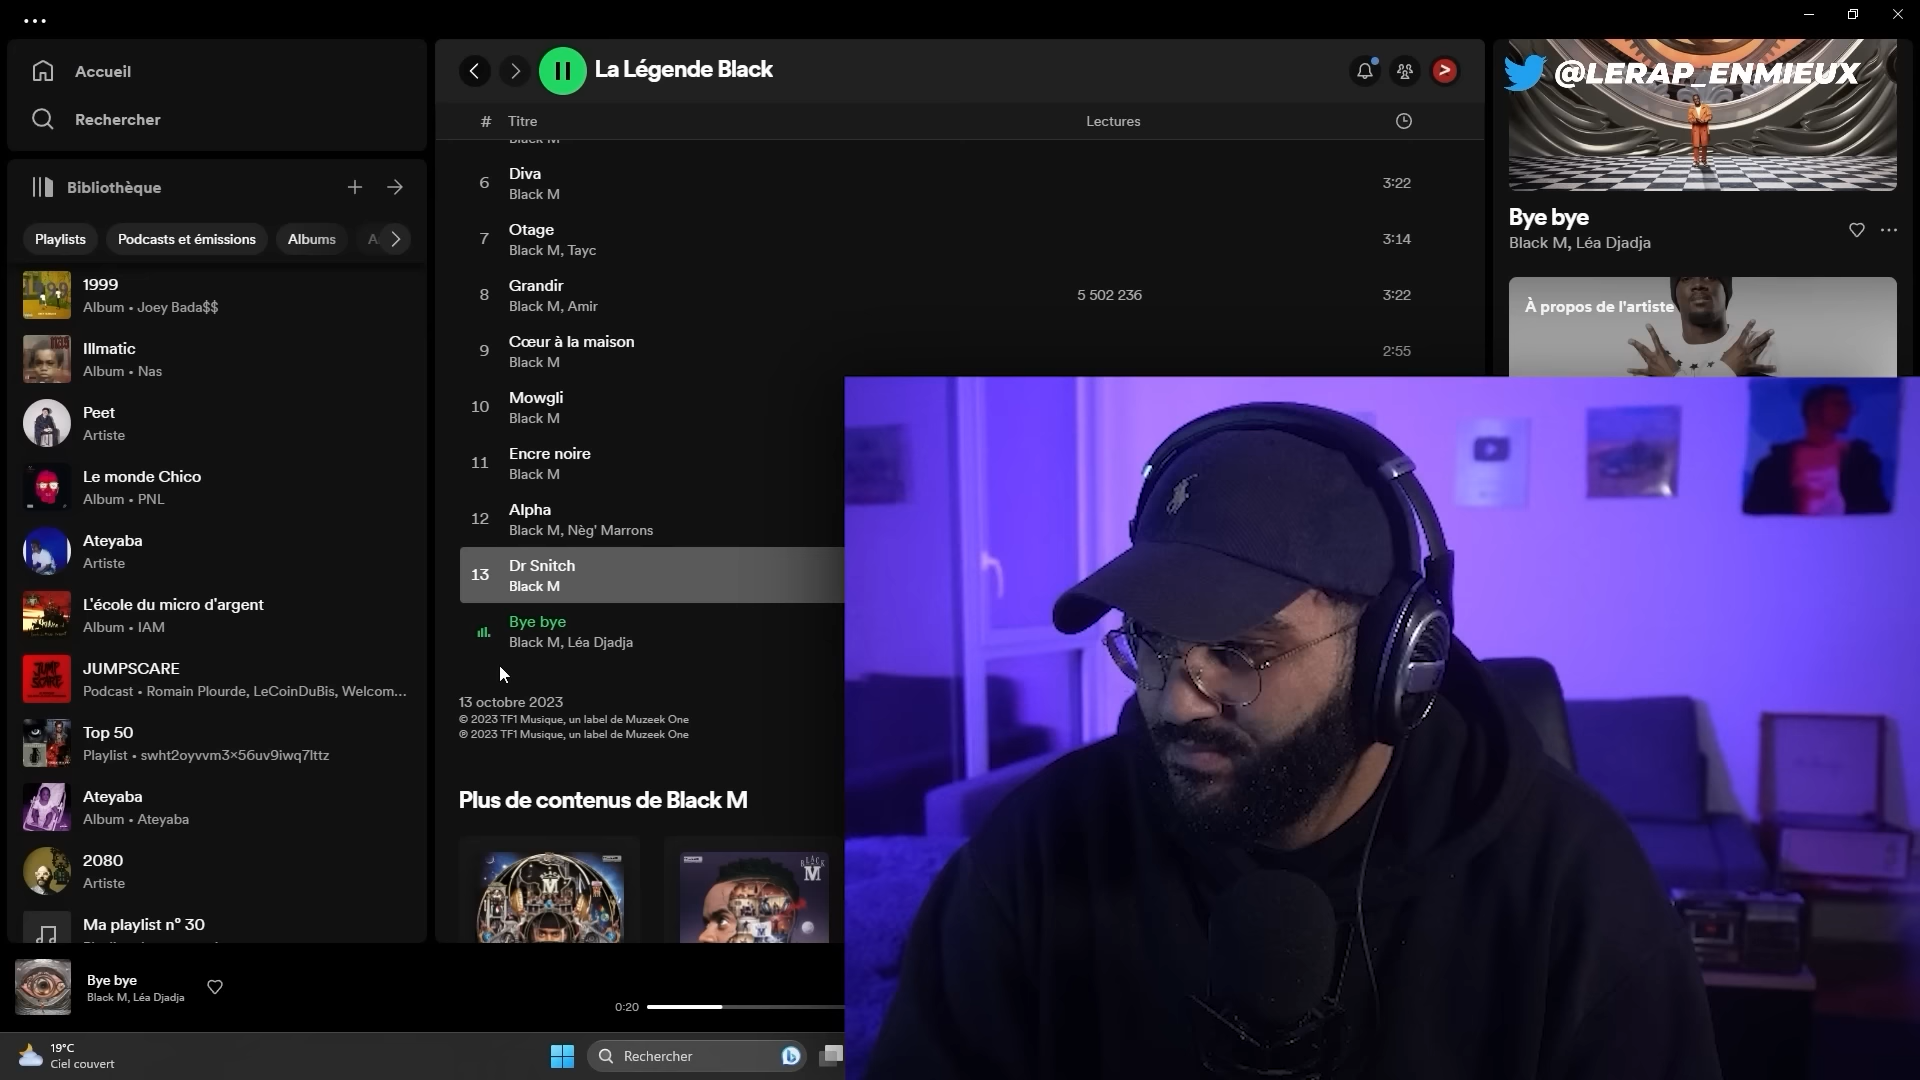 Accueil
Rechercher
Bibliothèque
Playlists
Podcasts et émissions
Albums
1999
Album • Joey Bada$$
Illmatic
Album • Nas
Peet
Artiste
Le monde Chico
Album • PNL
Ateyaba
Artiste
L'école du micro d'argent
Album • IAM
JUMPSCARE
Podcast • Romain Plourde, LeCoinDuBis, Welcom...
Top 50
Playlist • swht2oyvvm3x56uv9iwq7lttz
Ateyaba
Album • Ateyaba
2080
Artiste
Ma playlist n° 30
La Légende Black
# Titre Lectures
Black M
6 Diva 3:22
Black M
7 Otage 3:14
Black M, Tayc
8 Grandir 5 502 236 3:22
Black M, Amir
9 Cœur à la maison 2:55
Black M
10 Mowgli
Black M
11 Encre noire
Black M
12 Alpha
Black M, Nèg' Marrons
13 Dr Snitch
Black M
Bye bye
Black M, Léa Djadja
13 octobre 2023
© 2023 TF1 Musique, un label de Muzeek One
℗ 2023 TF1 Musique, un label de Muzeek One
Plus de contenus de Black M
BLACK
M
@LERAP_ENMIEUX
Bye bye
Black M, Léa Djadja
À propos de l'artiste
Bye bye
Black M, Léa Djadja
0:20
19°C
Ciel couvert
Rechercher